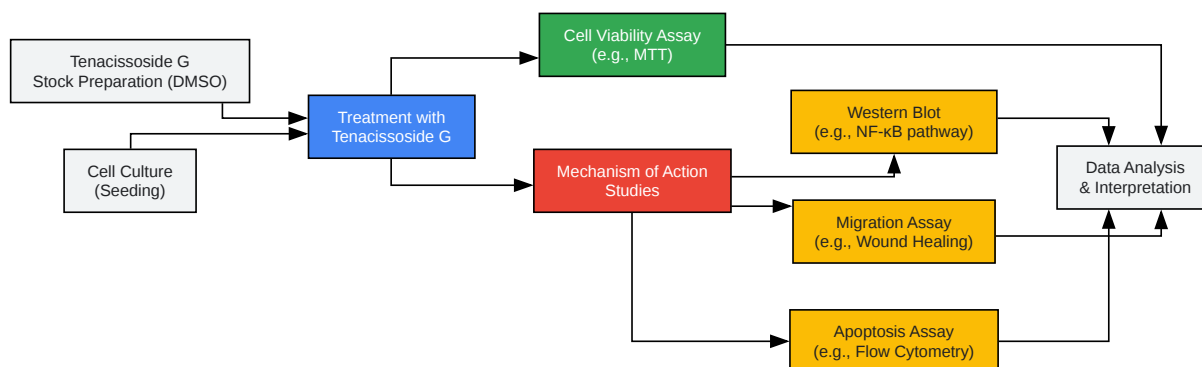 Tenacissoside G
Stock Preparation (DMSO)
Cell Culture
(Seeding)
Treatment with
Tenacissoside G
Cell Viability Assay
(e.g., MTT)
Mechanism of Action
Studies
Western Blot
(e.g., NF-κB pathway)
Migration Assay
(e.g., Wound Healing)
Apoptosis Assay
(e.g., Flow Cytometry)
Data Analysis
& Interpretation